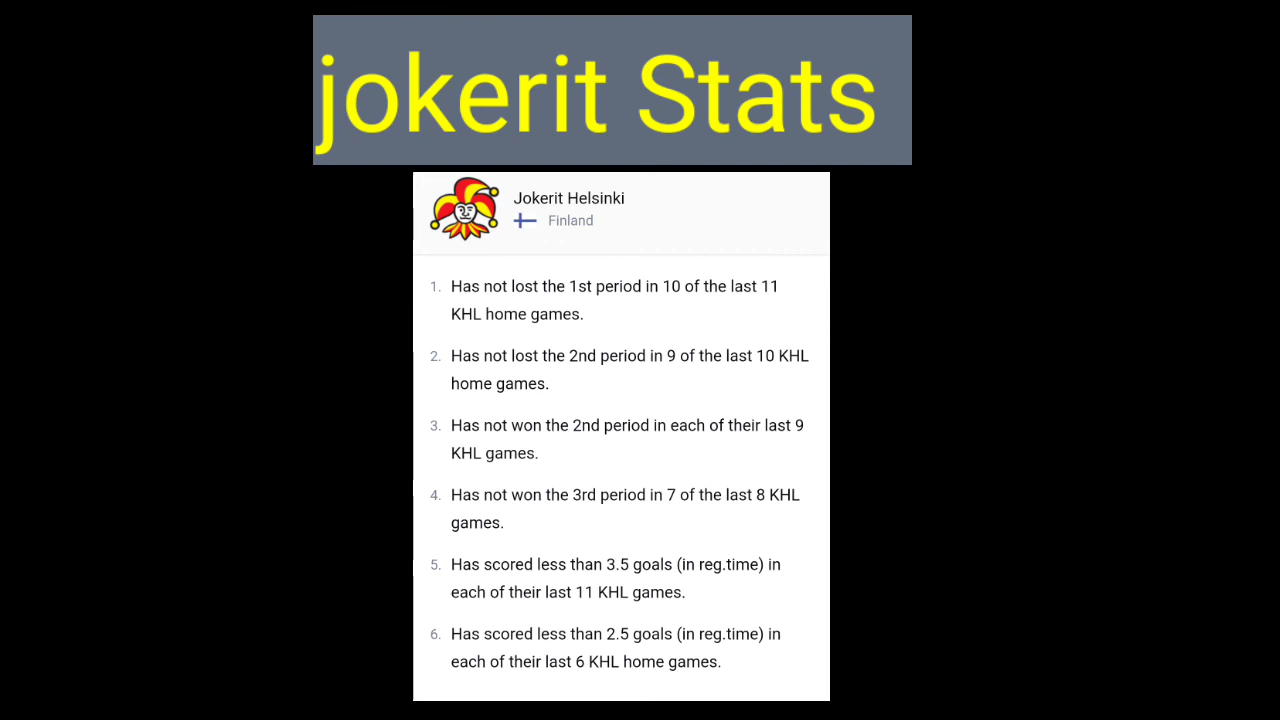 jokerit Stats
Jokerit Helsinki
Finland
1. Has not lost the 1st period in 10 of the last 11
KHL home games.
2. Has not lost the 2nd period in 9 of the last 10 KHL
home games.
3. Has not won the 2nd period in each of their last 9
KHL games.
4. Has not won the 3rd period in 7 of the last 8 KHL
games.
5. Has scored less than 3.5 goals (in reg.time) in
each of their last 11 KHL games.
6. Has scored less than 2.5 goals (in reg.time) in
each of their last 6 KHL home games.